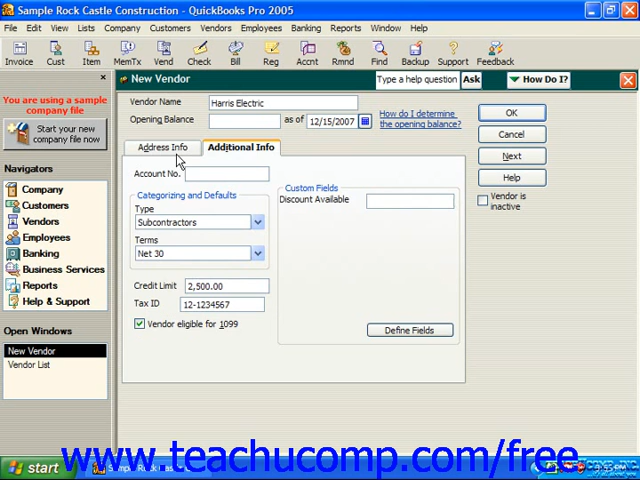 Sample Rock Castle Construction - QuickBooks Pro 2005
File Edit View Lists Company Customers Vendors Employees Banking Reports Window Help
Invoice Cust Item MemTx Vend Check Bill Reg Accnt Rmnd Find Backup Support Feedback
New Vendor Type a help question Ask How Do I?
You are using a sample
company file
Start your new
company file now
Navigators
Company
Customers
Vendors
Employees
Banking
Business Services
Reports
Help & Support
Open Windows
New Vendor
Vendor List
Vendor Name Harris Electric
Opening Balance as of 12/15/2007
How do I determine
the opening balance?
Address Info Additional Info
Account No.
Categorizing and Defaults
Type
Subcontractors
Terms
Net 30
Credit Limit 2,500.00
Tax ID 12-1234567
Vendor eligible for 1099
Custom Fields
Discount Available
Define Fields
OK
Cancel
Next
Help
Vendor is
inactive
www.teachucomp.com/free
start